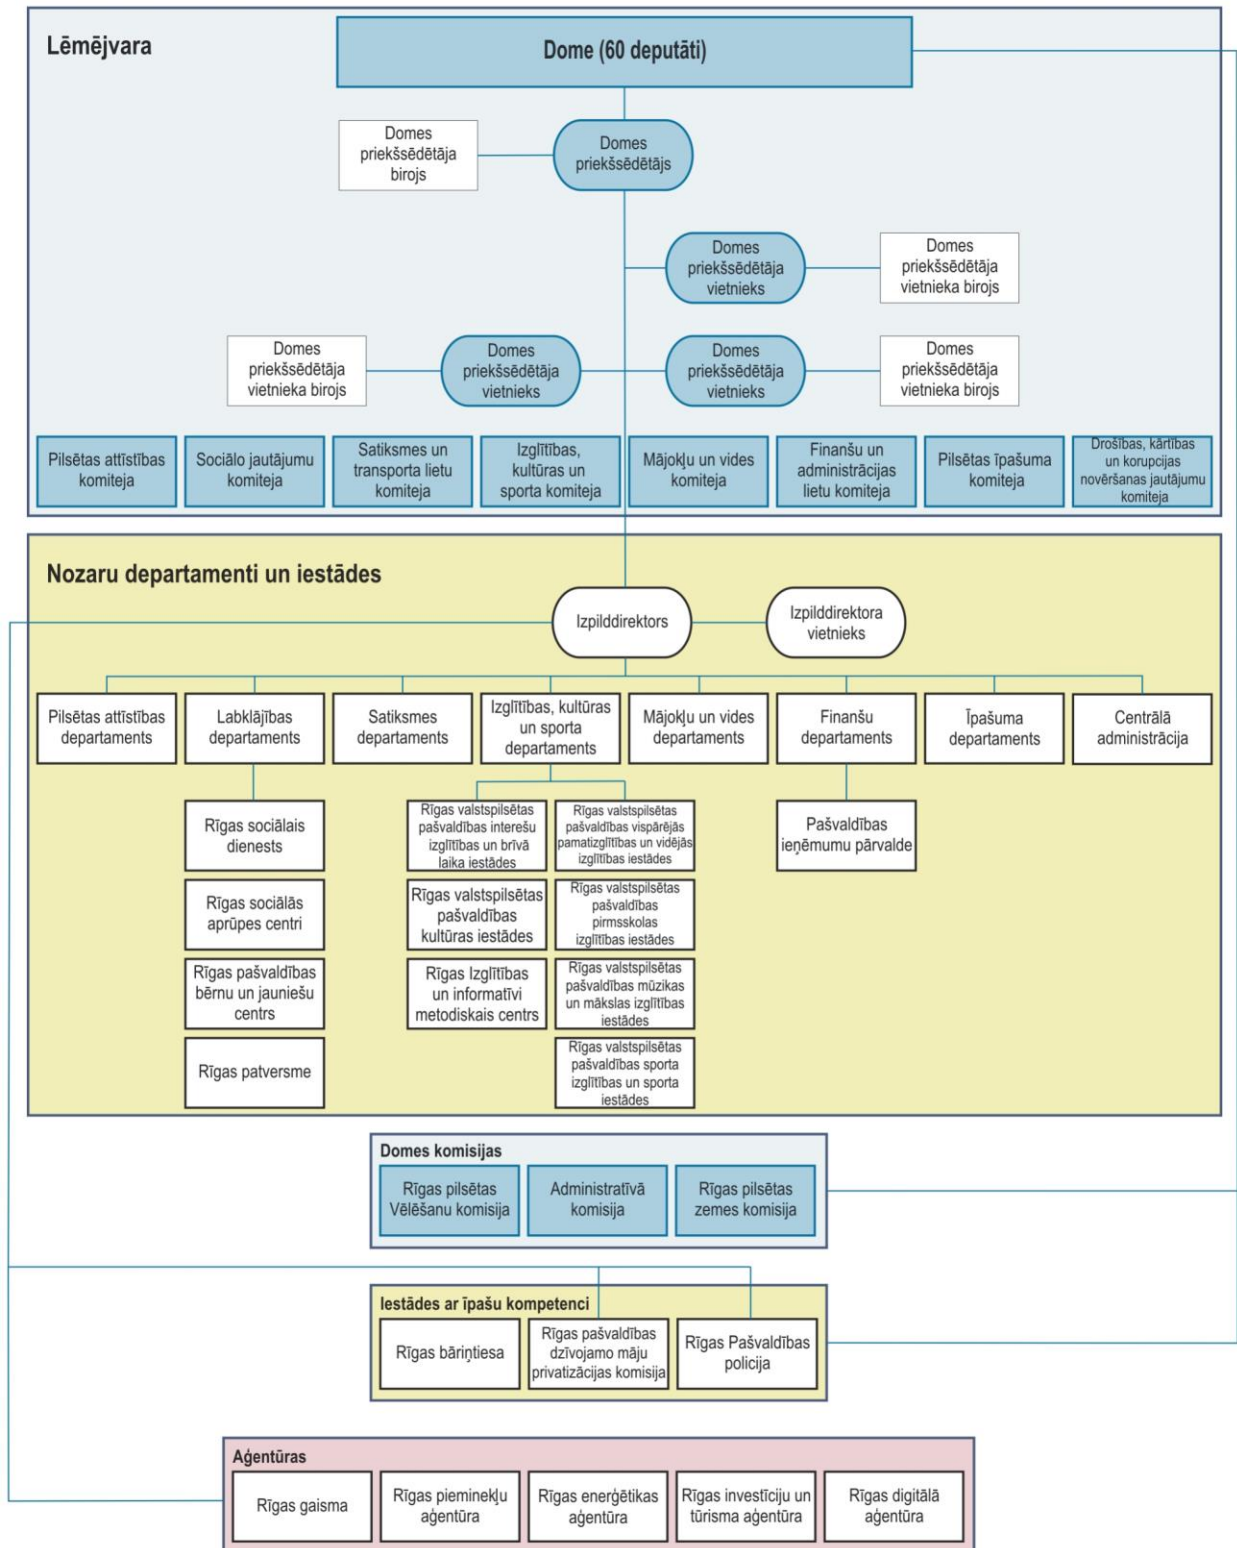 Lēmējvara
Dome (60 deputāti)
Domes
priekšsēdētāja
birojs
Domes
priekšsēdētājs
Domes
priekšsēdētāja
vietnieks
Domes
priekšsēdētāja
vietnieka birojs
Domes
priekšsēdētāja
vietnieka birojs
Domes
priekšsēdētāja
vietnieks
Domes
priekšsēdētāja
vietnieks
Domes
priekšsēdētāja
vietnieka birojs
Pilsētas attīstības
komiteja
Sociālo jautājumu
komiteja
Satiksmes un
transporta lietu
komiteja
Izglītības,
kultūras un
sporta komiteja
Mājokļu un vides
komiteja
Finanšu un
administrācijas
lietu komiteja
Pilsētas īpašuma
komiteja
Drošības, kārtības
un korupcijas
novēršanas jautājumu
komiteja
Nozaru departamenti un iestādes
Izpilddirektors
Izpilddirektora
vietnieks
Pilsētas attīstības
departaments
Labklājības
departaments
Satiksmes
departaments
Izglītības, kultūras
un sporta
departaments
Mājokļu un vides
departaments
Finanšu
departaments
Īpašuma
departaments
Centrālā
administrācija
Rīgas sociālais
dienests
Rīgas sociālās
aprūpes centri
Rīgas pašvaldības
bērnu un jauniešu
centrs
Rīgas patversme
Rīgas valstspilsētas
pašvaldības interešu
izglītības un brīvā
laika iestādes
Rīgas valstspilsētas
pašvaldības
kultūras iestādes
Rīgas Izglītības
un informatīvi
metodiskais centrs
Rīgas valstspilsētas
pašvaldības vispārējās
pamatizglītības un vidējās
izglītības iestādes
Rīgas valstspilsētas
pašvaldības
pirmsskolas
izglītības iestādes
Rīgas valstspilsētas
pašvaldības mūzikas
un mākslas izglītības
iestādes
Rīgas valstspilsētas
pašvaldības sporta
izglītības un sporta
iestādes
Pašvaldības
ieņēmumu pārvalde
Domes komisijas
Rīgas pilsētas
Vēlēšanu komisija
Administratīvā
komisija
Rīgas pilsētas
zemes komisija
Iestādes ar īpašu kompetenci
Rīgas bāriņtiesa
Rīgas pašvaldības
dzīvojamo māju
privatizācijas komisija
Rīgas Pašvaldības
policija
Aģentūras
Rīgas gaisma
Rīgas pieminekļu
aģentūra
Rīgas enerģētikas
aģentūra
Rīgas investīciju un
tūrisma aģentūra
Rīgas digitālā
aģentūra